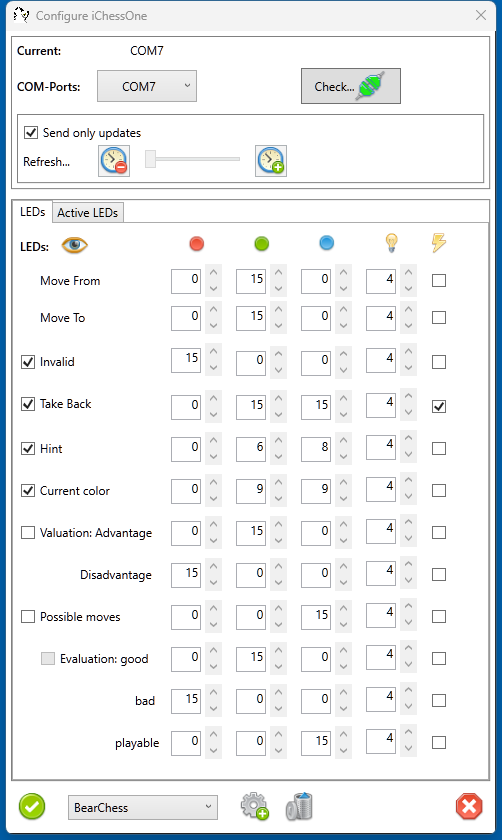 Configure iChessOne
Current: COM7
COM-Ports: COM7 Check...
Send only updates
Refresh...
LEDs Active LEDs
LEDs:
Move From 0 15 0 4
Move To 0 15 0 4
Invalid 15 0 0 4
Take Back 0 15 15 4
Hint 0 6 8 4
Current color 0 9 9 4
Valuation: Advantage 0 15 0 4
Disadvantage 15 0 0 4
Possible moves 0 0 15 4
Evaluation: good 0 15 0 4
bad 15 0 0 4
playable 0 0 15 4
BearChess